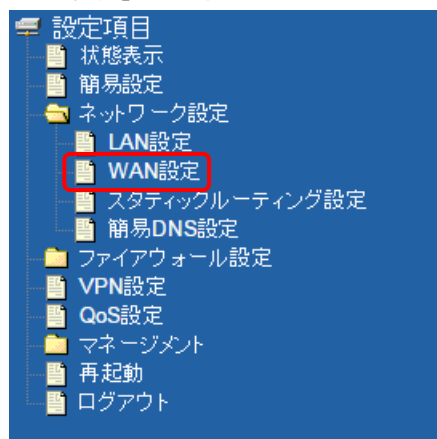 設定項目
状態表示
簡易設定
ネットワーク設定
LAN設定
WAN設定
スタティックルーティング設定
簡易DNS設定
ファイアウォール設定
VPN設定
QoS設定
マネージメント
再起動
ログアウト